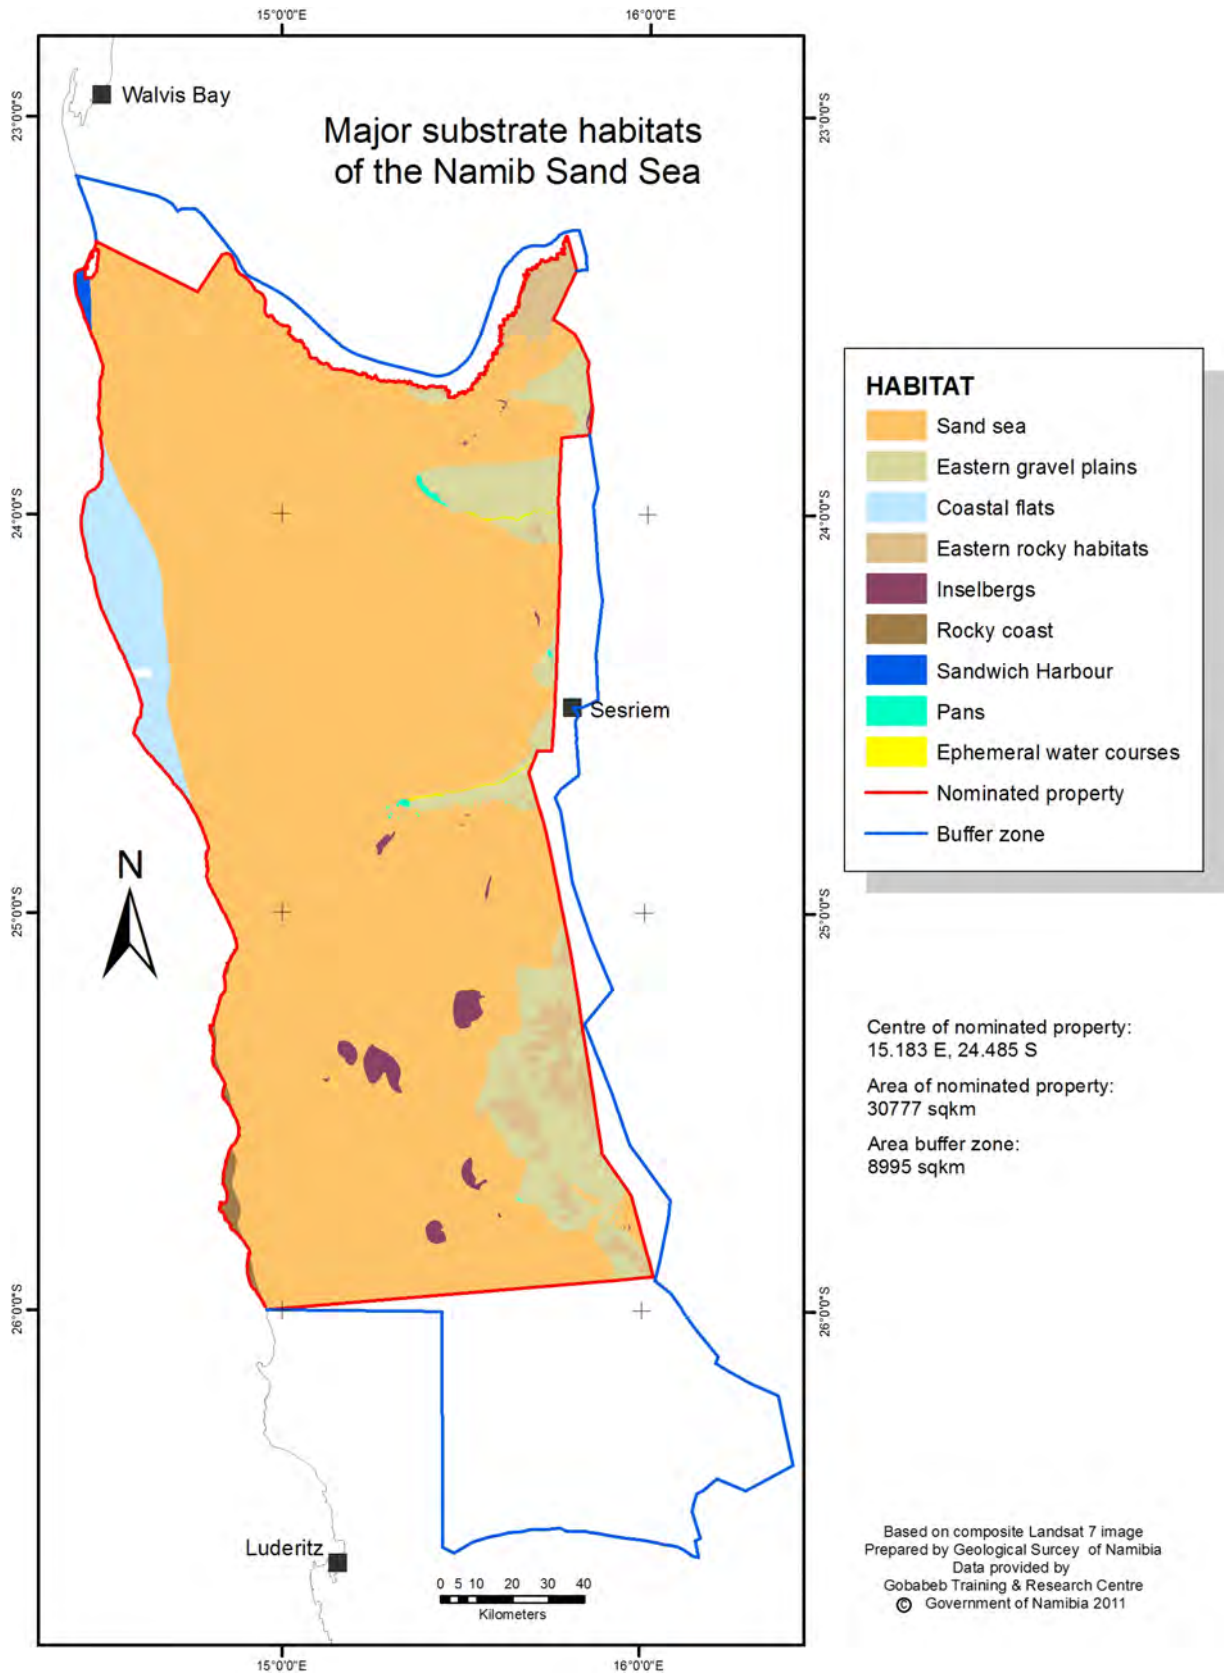 15°0'0"E
16°0'0"E
Walvis Bay
23°0'0"S
23°0'0"S
Major substrate habitats
of the Namib Sand Sea
HABITAT
Sand sea
Eastern gravel plains
Coastal flats
Eastern rocky habitats
Inselbergs
Rocky coast
Sandwich Harbour
Pans
Ephemeral water courses
Nominated property
Buffer zone
24°0'0"S
24°0'0"S
Sesriem
N
25°0'0"S
25°0'0"S
Centre of nominated property:
15.183 E, 24.485 S
Area of nominated property:
30777 sqkm
Area buffer zone:
8995 sqkm
26°0'0"S
26°0'0"S
Luderitz
0 5 10 20 30 40
Kilometers
Based on composite Landsat 7 image
Prepared by Geological Survey of Namibia
Data provided by
Gobabeb Training & Research Centre
© Government of Namibia 2011
15°0'0"E
16°0'0"E